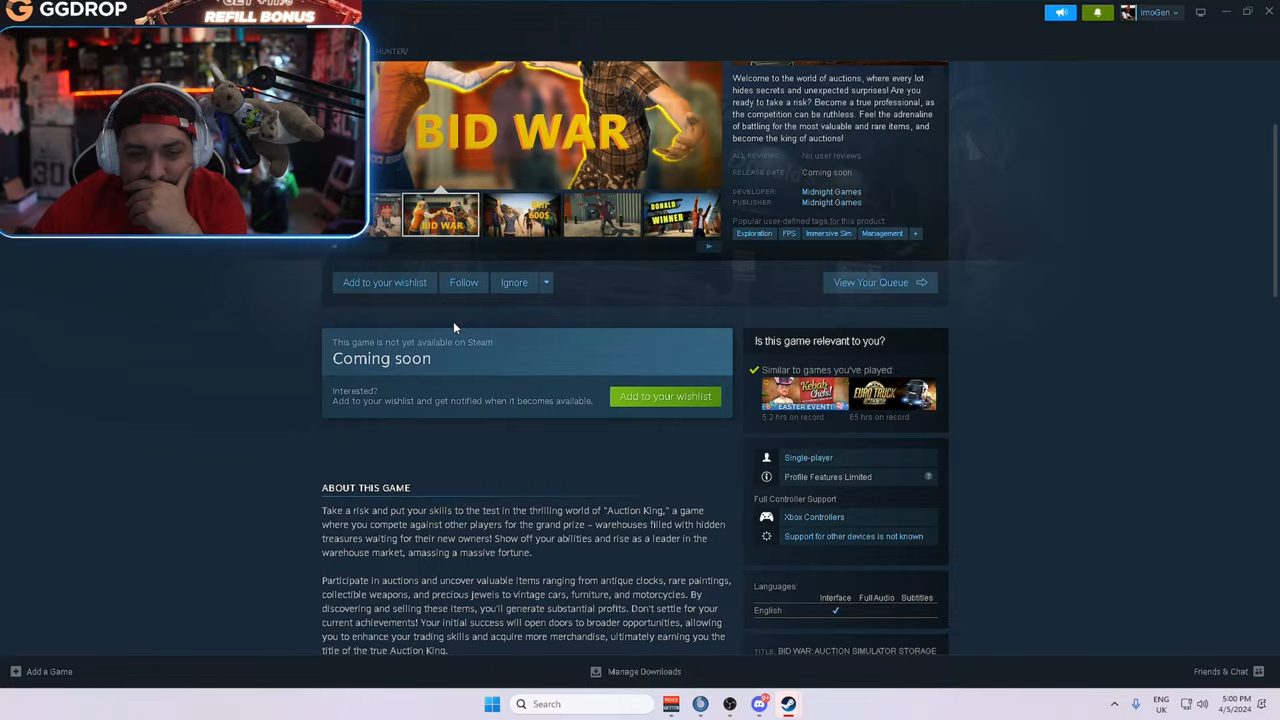 GGDROP
REFILL BONUS
imoGen
HUNTER/
BID WAR
BID WAR
600$
DONALD
WINNER
Welcome to the world of auctions, where every lot
hides secrets and unexpected surprises! Are you
ready to take a risk? Become a true professional, as
the competition can be ruthless. Feel the adrenaline
of battling for the most valuable and rare items, and
become the king of auctions!
ALL REVIEWS: No user reviews
RELEASE DATE: Coming soon
DEVELOPER: Midnight Games
PUBLISHER: Midnight Games
Popular user-defined tags for this product:
Exploration FPS Immersive Sim Management +
Add to your wishlist Follow Ignore
View Your Queue
This game is not yet available on Steam
Coming soon
Interested?
Add to your wishlist and get notified when it becomes available.
Add to your wishlist
Is this game relevant to you?
Similar to games you've played:
Kebab
Chefs!
EASTER EVENT!
EURO TRUCK
5.2 hrs on record 65 hrs on record
Single-player
Profile Features Limited ?
Full Controller Support
Xbox Controllers
Support for other devices is not known
Languages:
Interface Full Audio Subtitles
English ✓
TITLE: BID WAR: AUCTION SIMULATOR STORAGE
ABOUT THIS GAME
Take a risk and put your skills to the test in the thrilling world of "Auction King," a game
where you compete against other players for the grand prize – warehouses filled with hidden
treasures waiting for their new owners! Show off your abilities and rise as a leader in the
warehouse market, amassing a massive fortune.
Participate in auctions and uncover valuable items ranging from antique clocks, rare paintings,
collectible weapons, and precious jewels to vintage cars, furniture, and motorcycles. By
discovering and selling these items, you'll generate substantial profits. Don't settle for your
current achievements! Your initial success will open doors to broader opportunities, allowing
you to enhance your trading skills and acquire more merchandise, ultimately earning you the
title of the true Auction King.
Add a Game
Manage Downloads
Friends & Chat
Search
ENG
UK
5:00 PM
4/5/2024